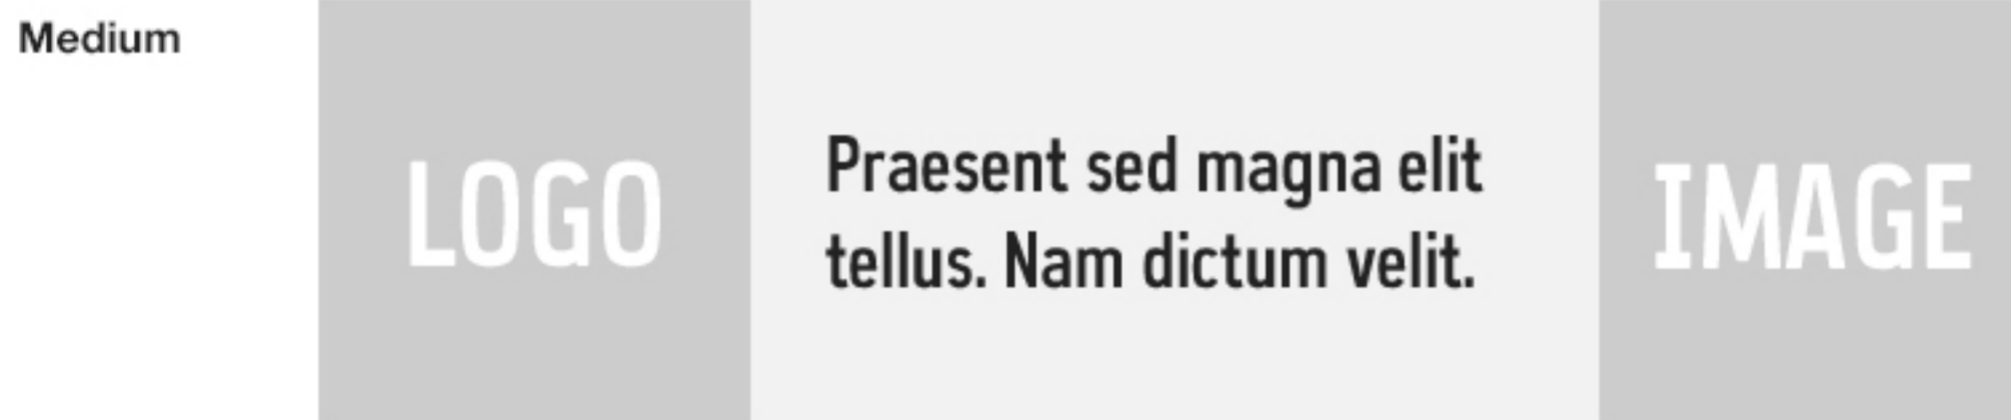 Medium
LOGO
Praesent sed magna elit
tellus. Nam dictum velit.
IMAGE